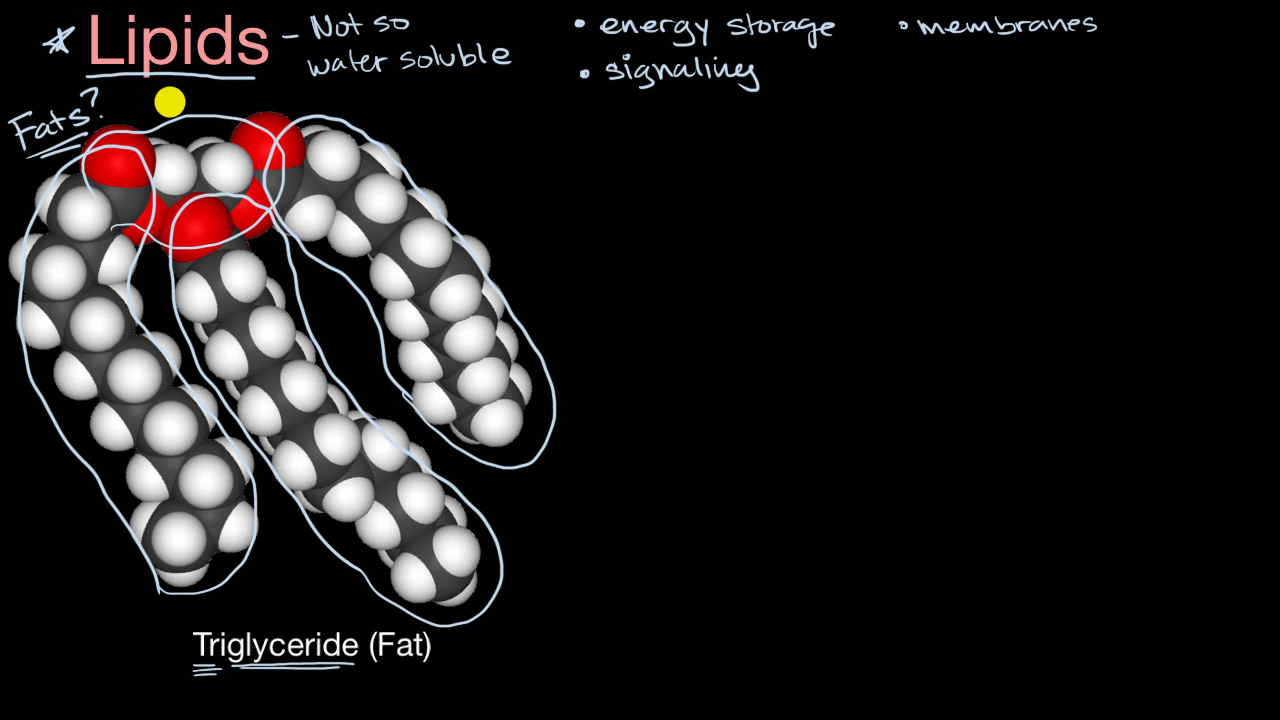 * Lipids - Not so
water soluble
• energy storage
• signaling
• membranes
Fats?
Triglyceride (Fat)